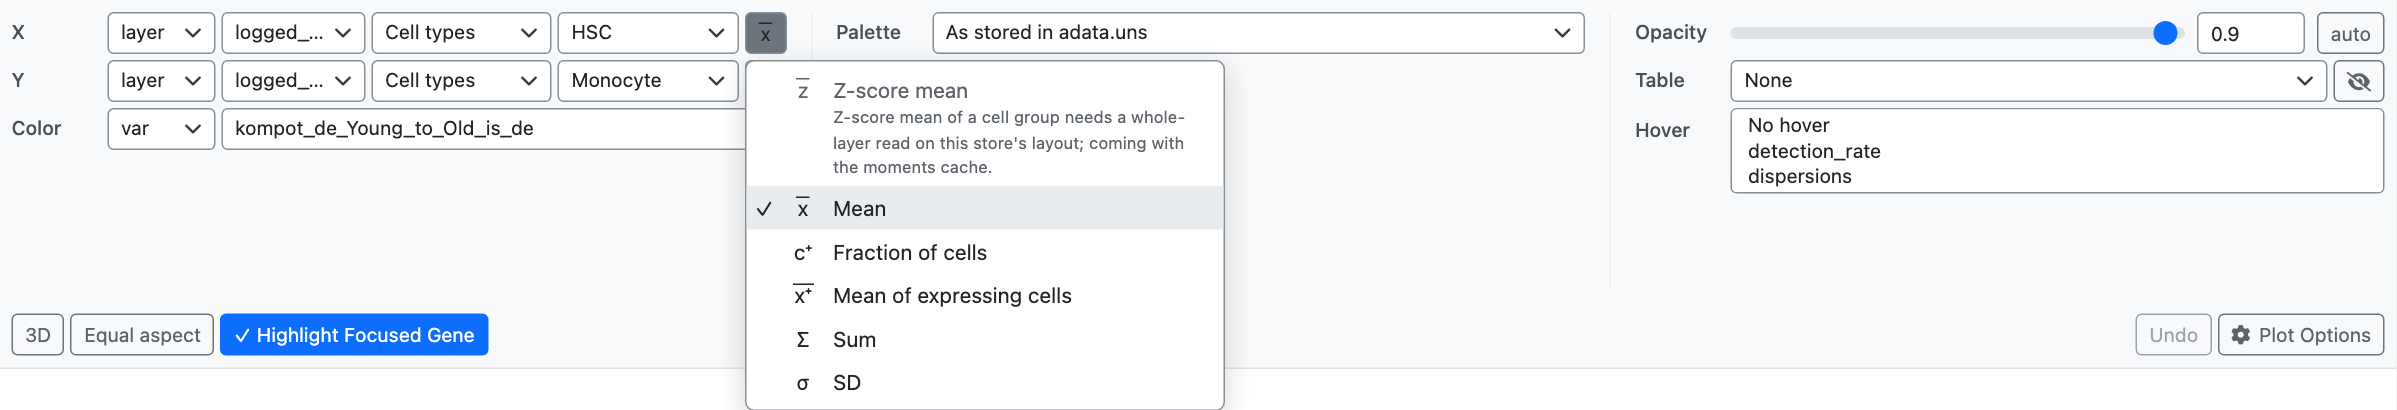 X layer logged_... Cell types HSC x̅ Palette As stored in adata.uns Opacity 0.9 auto
Y layer logged_... Cell types Monocyte Table None
Color var kompot_de_Young_to_Old_is_de Hover No hover
detection_rate
dispersions
z̅ Z-score mean
Z-score mean of a cell group needs a whole-
layer read on this store's layout; coming with
the moments cache.
✓ x̅ Mean
c⁺ Fraction of cells
x̅⁺ Mean of expressing cells
Σ Sum
σ SD
3D Equal aspect ✓ Highlight Focused Gene Undo Plot Options